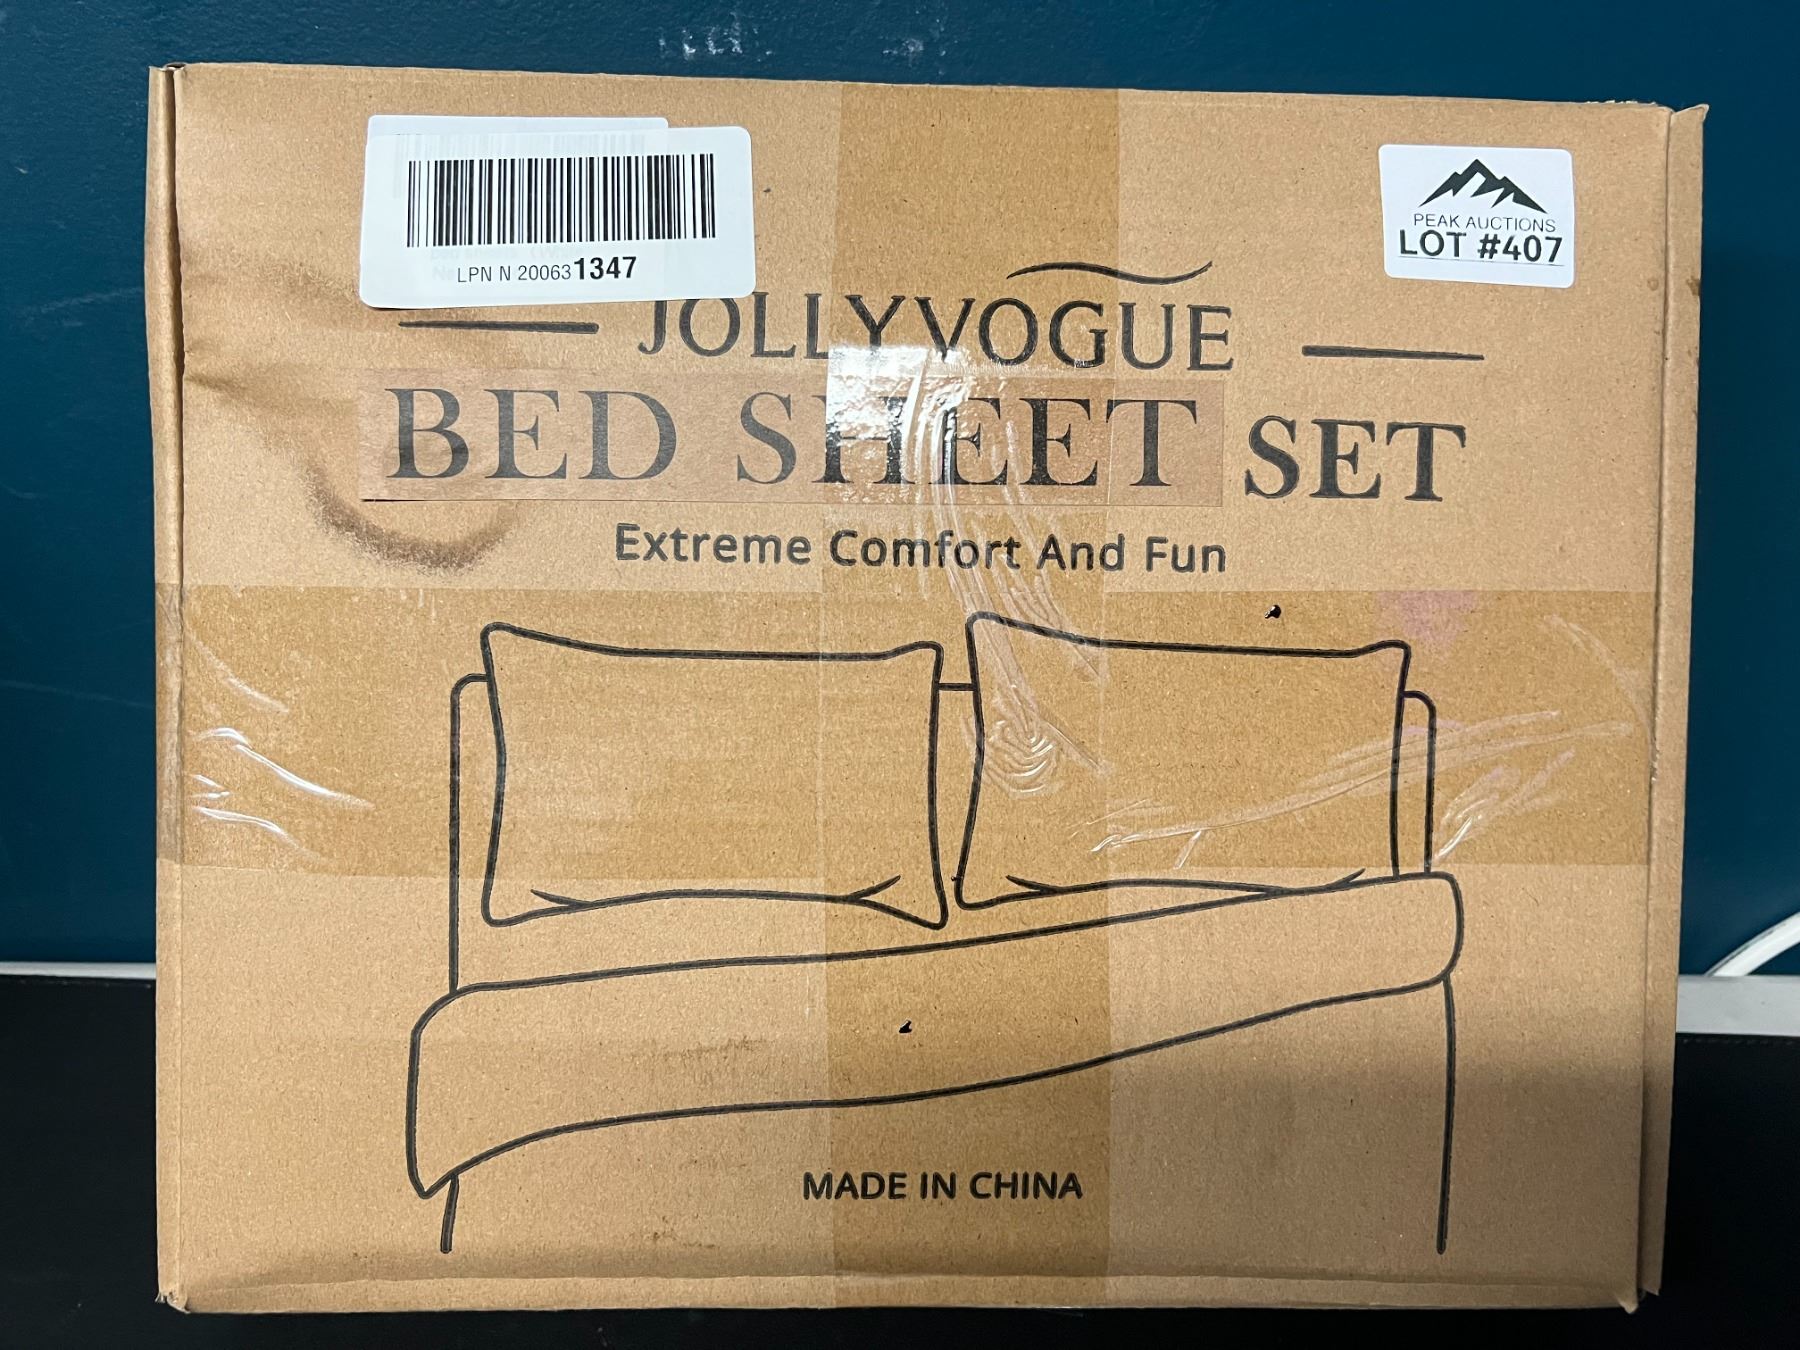 LPN N 200631347
PEAK AUCTIONS
LOT #407
JOLLYVOGUE
BED SHEET SET
Extreme Comfort And Fun
MADE IN CHINA